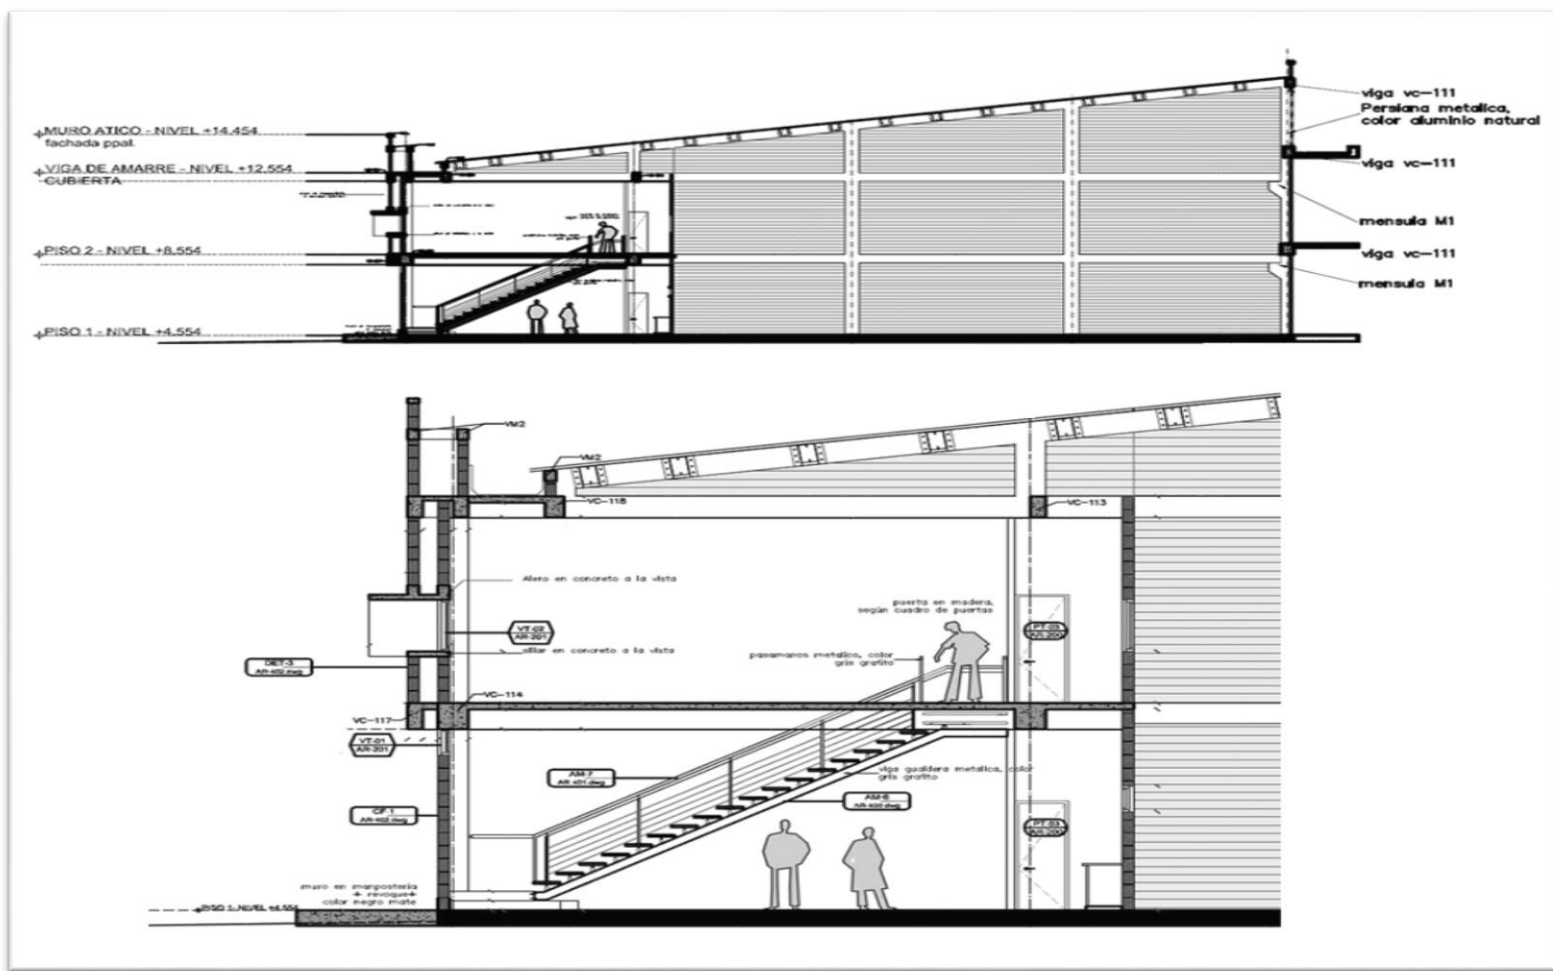 MURO ATICO - NIVEL +14,454
fachada ppal.
VIGA DE AMARRE - NIVEL +12,554
CUBIERTA
PISO 2 - NIVEL +8,554
PISO 1 - NIVEL +4,554
viga vc-111
Persiana metalica,
color aluminio natural
viga vc-111
mensula M1
viga vc-111
mensula M1
VM2
VM2
VC-118
VC-113
Alero en concreto a la vista
puerta en madera,
según cuadro de puertas
VT-02
AR-201
sillar en concreto a la vista
pasamanos metalico, color
gris grafito
DET-3
AR-402.dwg
VC-114
VC-117
VT-01
AR-201
AM-7
AR-401.dwg
viga gualdera metalica, color
gris grafito
AM-6
AR-400.dwg
CF-1
AR-402.dwg
PT-03
muro en mamposteria
+ revoque+
color negro mate
PISO 1- NIVEL +4,554